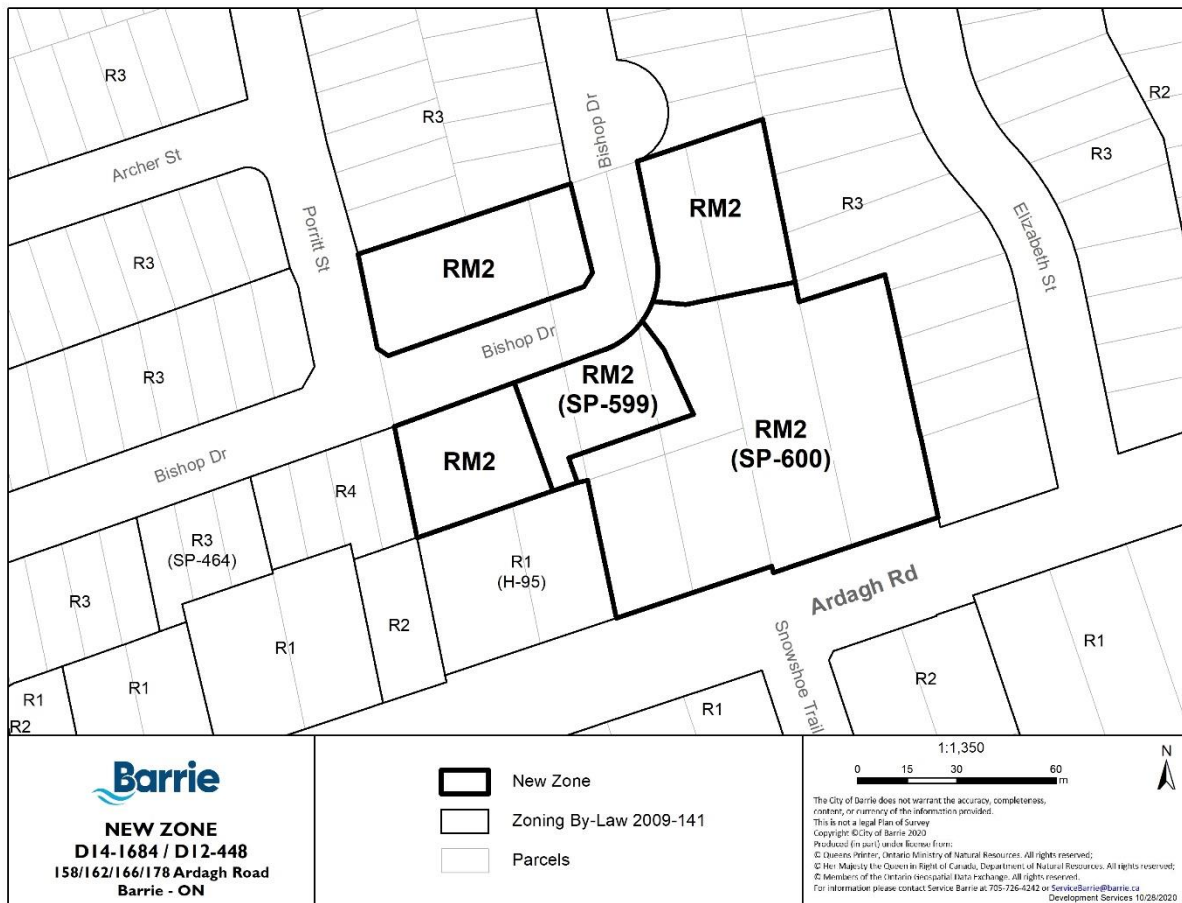 R3
R2
R3
Bishop Dr
Archer St
R3
RM2
R3
Porritt St
Elizabeth St
R3
RM2
Bishop Dr
R3
RM2
(SP-599)
RM2
(SP-600)
RM2
Bishop Dr
R4
R3
(SP-464)
R1
(H-95)
Ardagh Rd
R3
R2
R1
Snowshoe Trail
R1
R2
R1
R1
R2
R1
Barrie
NEW ZONE
D14-1684 / D12-448
158/162/166/178 Ardagh Road
Barrie - ON
New Zone
Zoning By-Law 2009-141
Parcels
1:1,350
0 15 30 60
m
N
The City of Barrie does not warrant the accuracy, completeness,
content, or currency of the information provided.
This is not a legal Plan of Survey
Copyright ©City of Barrie 2020
Produced (in part) under license from:
© Queens Printer, Ontario Ministry of Natural Resources. All rights reserved;
© Her Majesty the Queen in Right of Canada, Department of Natural Resources. All rights reserved;
© Members of the Ontario Geospatial Data Exchange. All rights reserved.
For information please contact Service Barrie at 705-726-4242 or ServiceBarrie@barrie.ca
Development Services 10/28/2020